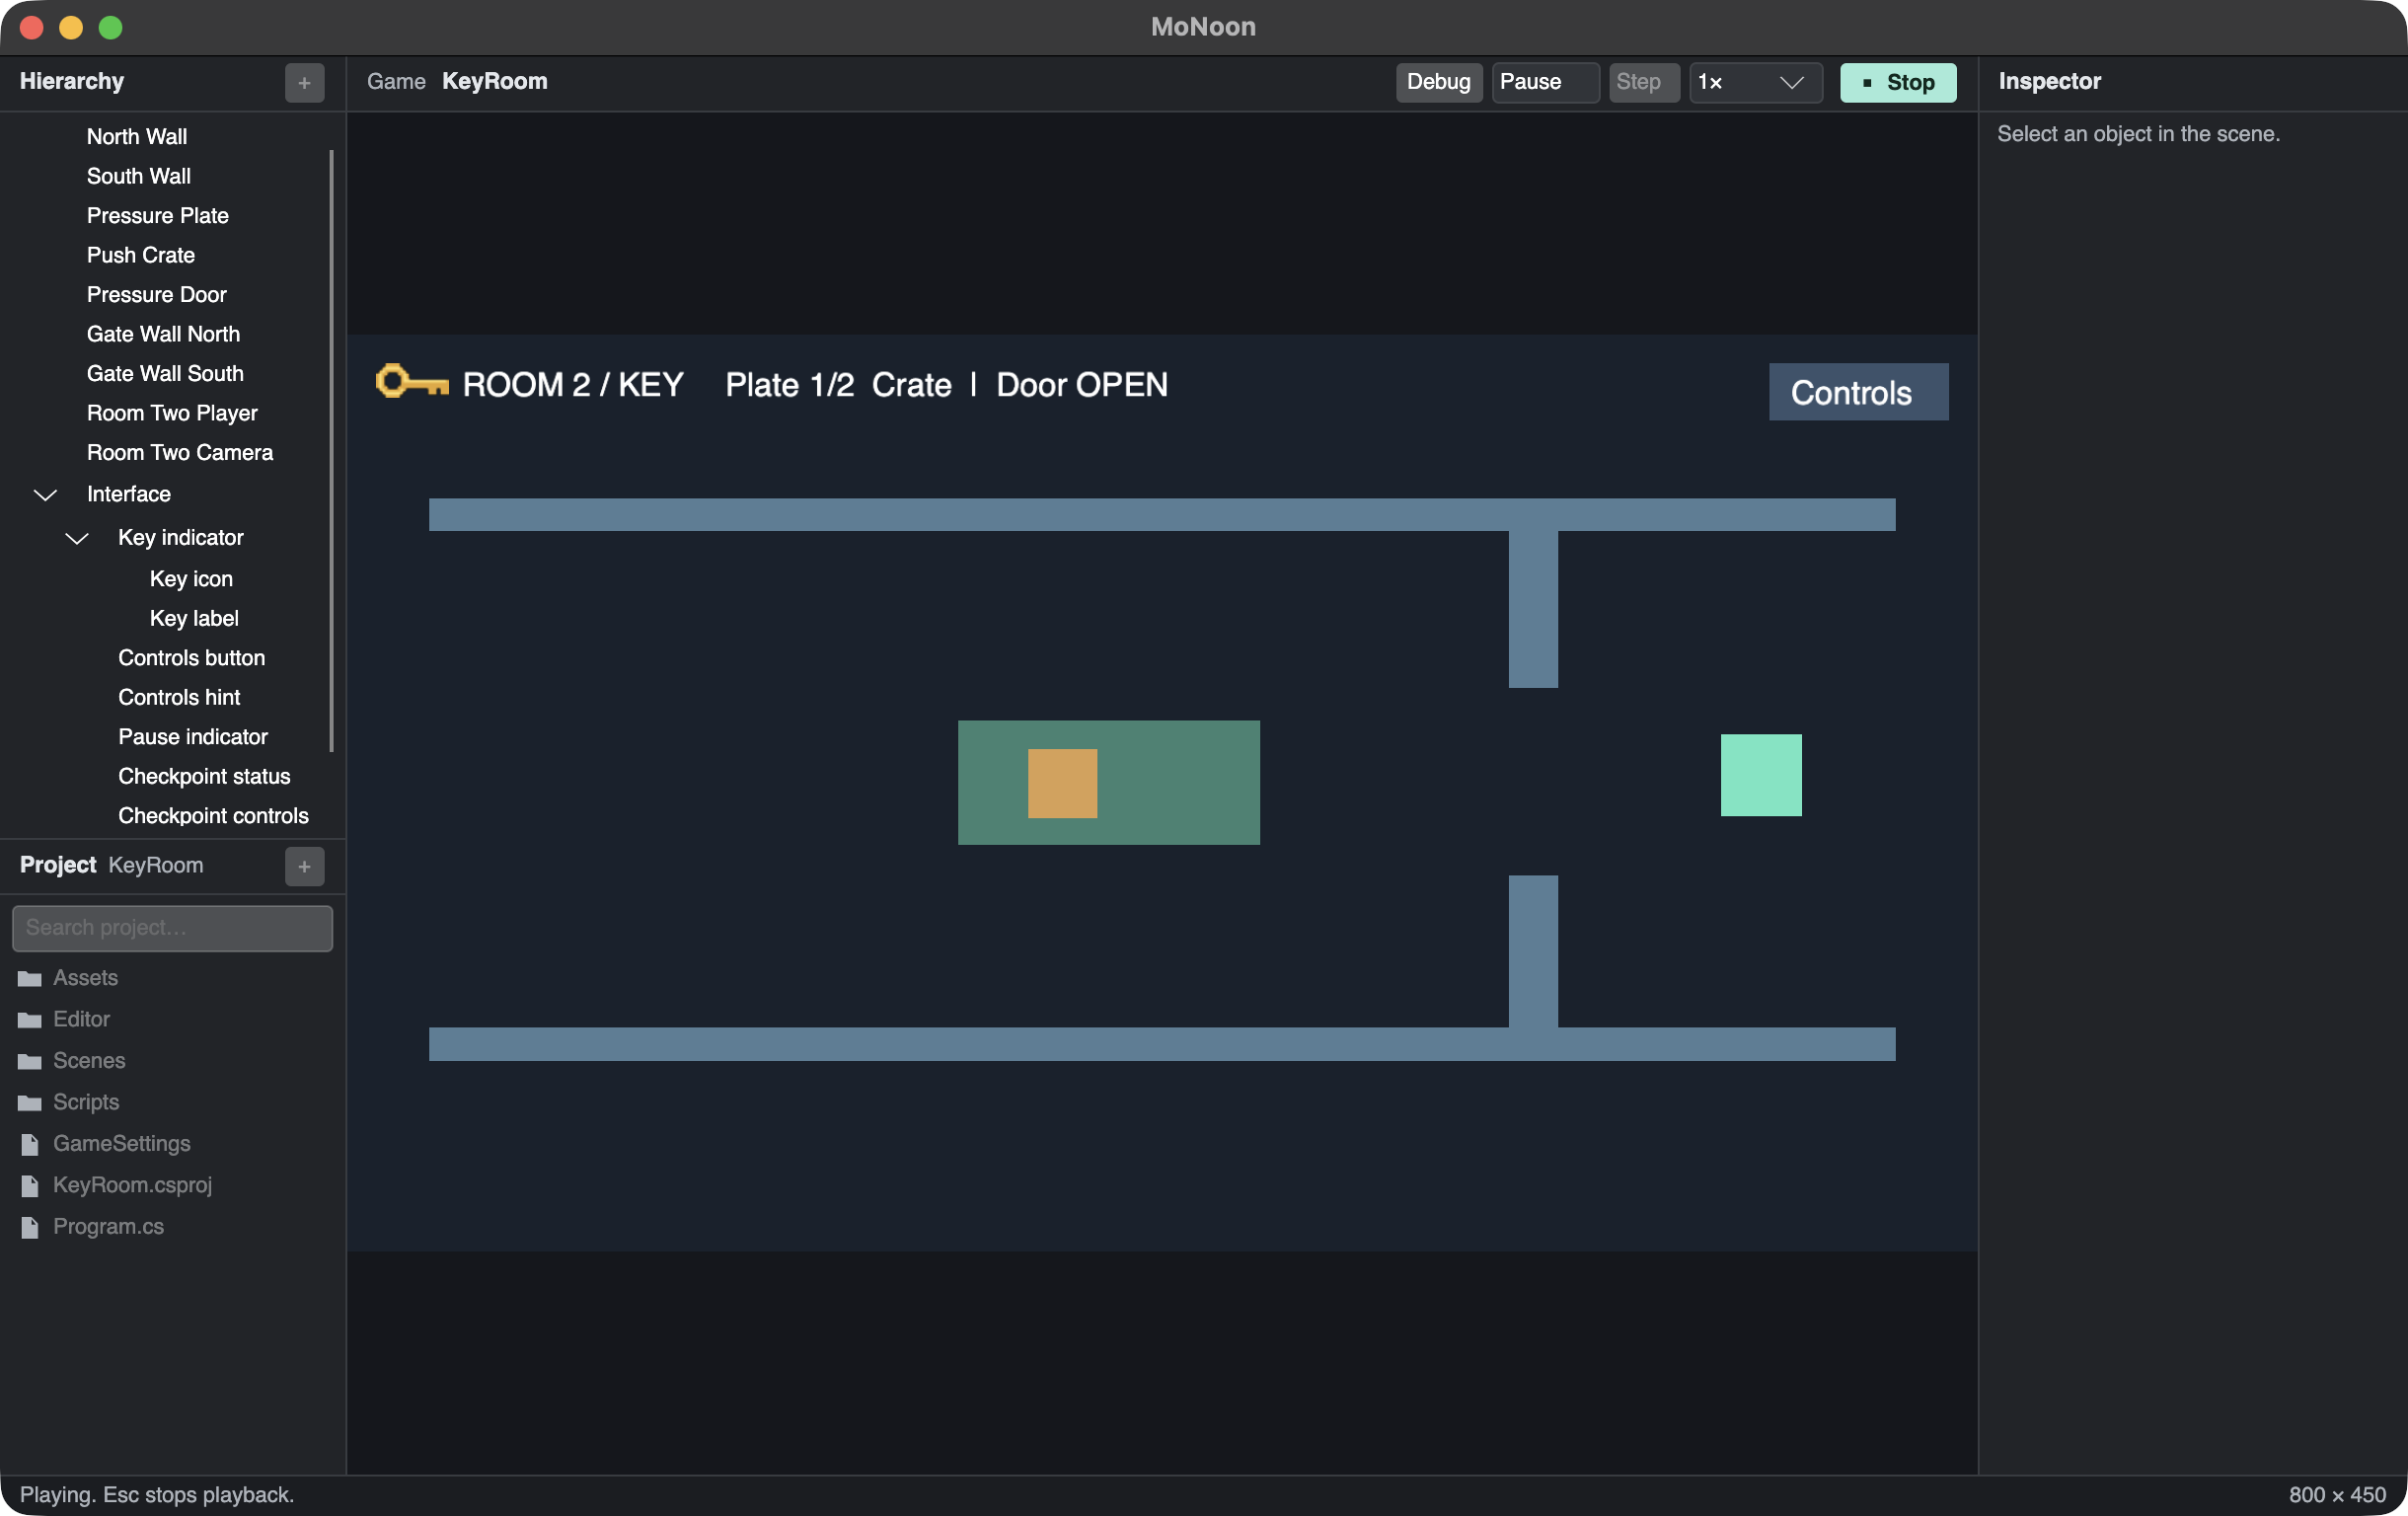 MoNoon
Hierarchy
+
North Wall
South Wall
Pressure Plate
Push Crate
Pressure Door
Gate Wall North
Gate Wall South
Room Two Player
Room Two Camera
Interface
Key indicator
Key icon
Key label
Controls button
Controls hint
Pause indicator
Checkpoint status
Checkpoint controls
Project KeyRoom
+
Search project...
Assets
Editor
Scenes
Scripts
GameSettings
KeyRoom.csproj
Program.cs
Game KeyRoom
Debug
Pause
Step
1×
Stop
ROOM 2 / KEY Plate 1/2 Crate | Door OPEN
Controls
Inspector
Select an object in the scene.
Playing. Esc stops playback.
800 × 450